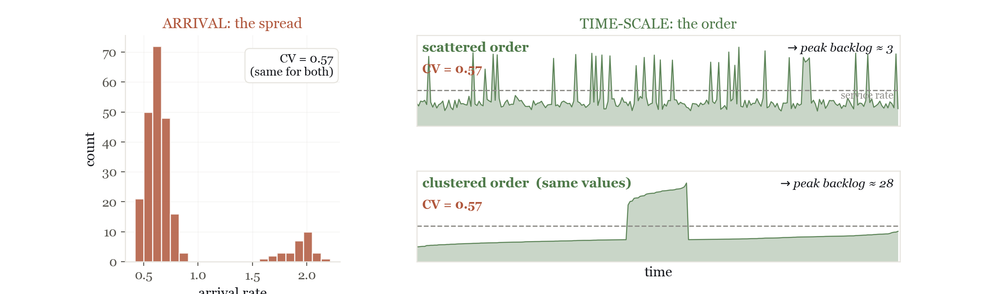 ARRIVAL: the spread
CV = 0.57
(same for both)
70
60
50
40
30
20
10
0
count
0.5
1.0
1.5
2.0
arrival rate
TIME-SCALE: the order
scattered order
→ peak backlog ≈ 3
CV = 0.57
service rate
clustered order (same values)
→ peak backlog ≈ 28
CV = 0.57
time